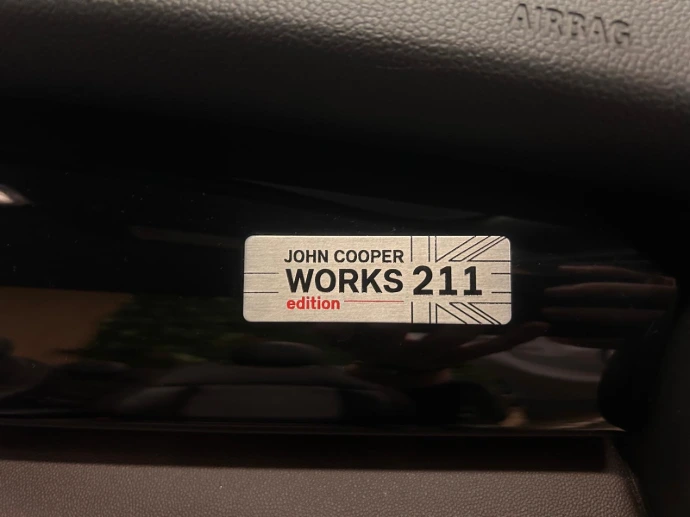 AIRBAG
JOHN COOPER
WORKS 211
edition